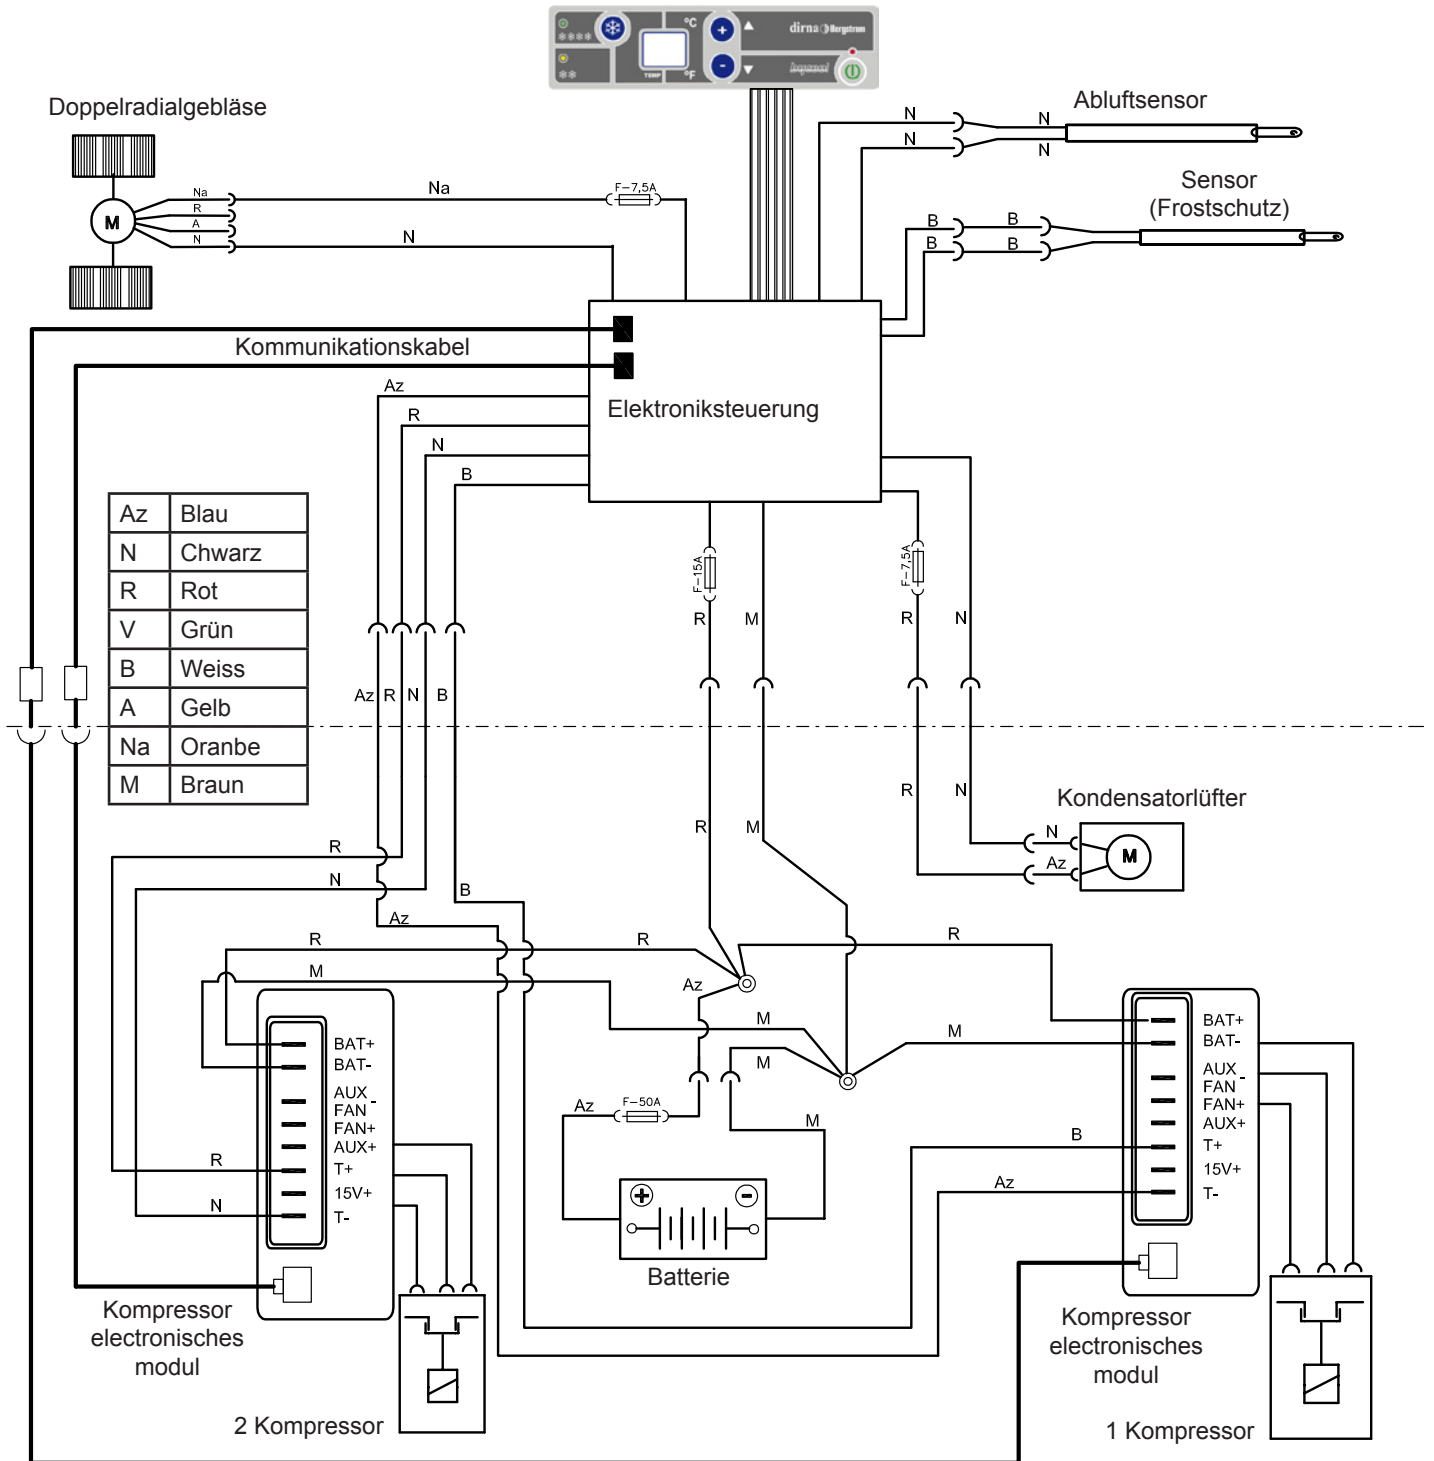 °C
°F
TEMP
dirna Bergstrom
Doppelradialgebläse
Abluftsensor
Sensor
(Frostschutz)
M
Na
R
A
N
Na
N
F-7,5A
N
N
N
N
B
B
B
B
Kommunikationskabel
Elektroniksteuerung
Az
R
N
B
Az Blau
N Chwarz
R Rot
V Grün
B Weiss
A Gelb
Na Oranbe
M Braun
F-15A
F-7,5A
R
M
R
N
Az
R
N
B
R
M
R
N
Kondensatorlüfter
N
Az
M
R
N
B
Az
R
R
R
M
Az
M
M
M
Az
F-50A
M
BAT+
BAT-
AUX
FAN -
FAN+
AUX+
T+
15V+
T-
R
N
BAT+
BAT-
AUX
FAN -
FAN+
AUX+
T+
15V+
T-
B
Az
+
-
Batterie
Kompressor
electronisches
modul
2 Kompressor
Kompressor
electronisches
modul
1 Kompressor